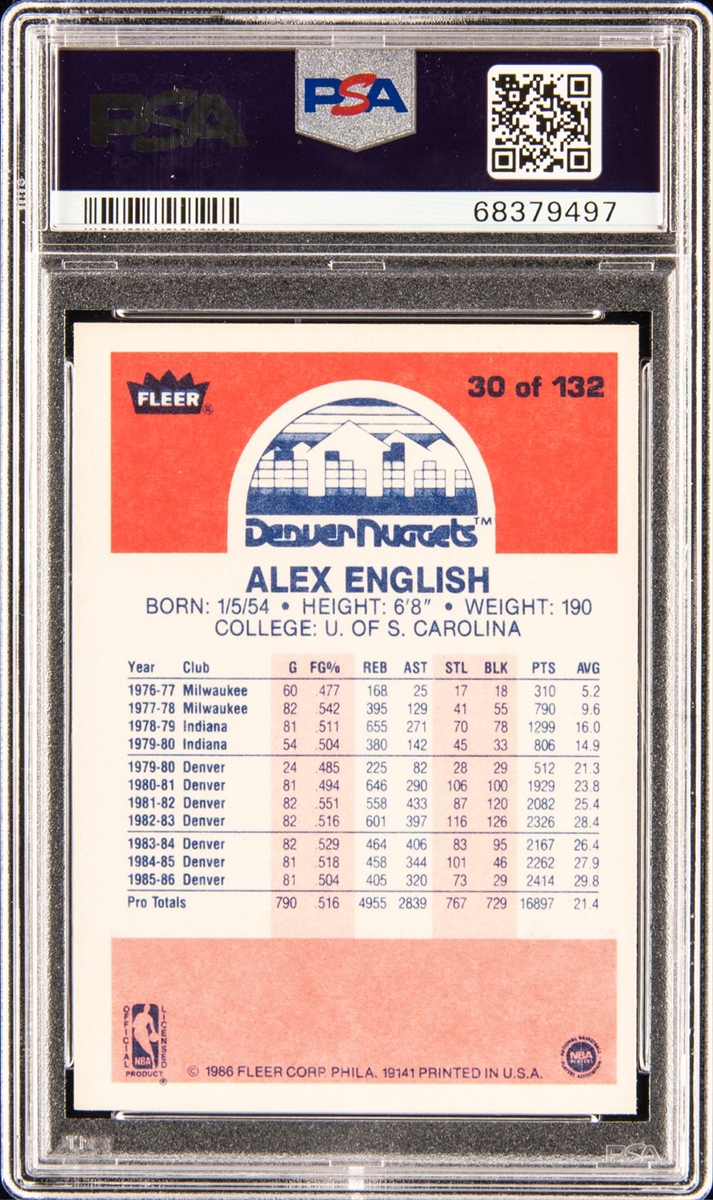 PSA
PSA
68379497
FLEER®
30 of 132
Denver Nuggets™
ALEX ENGLISH
BORN: 1/5/54 • HEIGHT: 6'8" • WEIGHT: 190
COLLEGE: U. OF S. CAROLINA
Year Club G FG% REB AST STL BLK PTS AVG
1976-77 Milwaukee 60 .477 168 25 17 18 310 5.2
1977-78 Milwaukee 82 .542 395 129 41 55 790 9.6
1978-79 Indiana 81 .511 655 271 70 78 1299 16.0
1979-80 Indiana 54 .504 380 142 45 33 806 14.9
1979-80 Denver 24 .485 225 82 28 29 512 21.3
1980-81 Denver 81 .494 646 290 106 100 1929 23.8
1981-82 Denver 82 .551 558 433 87 120 2082 25.4
1982-83 Denver 82 .516 601 397 116 126 2326 28.4
1983-84 Denver 82 .529 464 406 83 95 2167 26.4
1984-85 Denver 81 .518 458 344 101 46 2262 27.9
1985-86 Denver 81 .504 405 320 73 29 2414 29.8
Pro Totals 790 .516 4955 2839 767 729 16897 21.4
OFFICIAL LICENSED
NBA
PRODUCT®
© 1986 FLEER CORP. PHILA. 19141 PRINTED IN U.S.A.
NATIONAL BASKETBALL
NBA
PLAYERS
PLAYERS ASSOCIATION
PSA